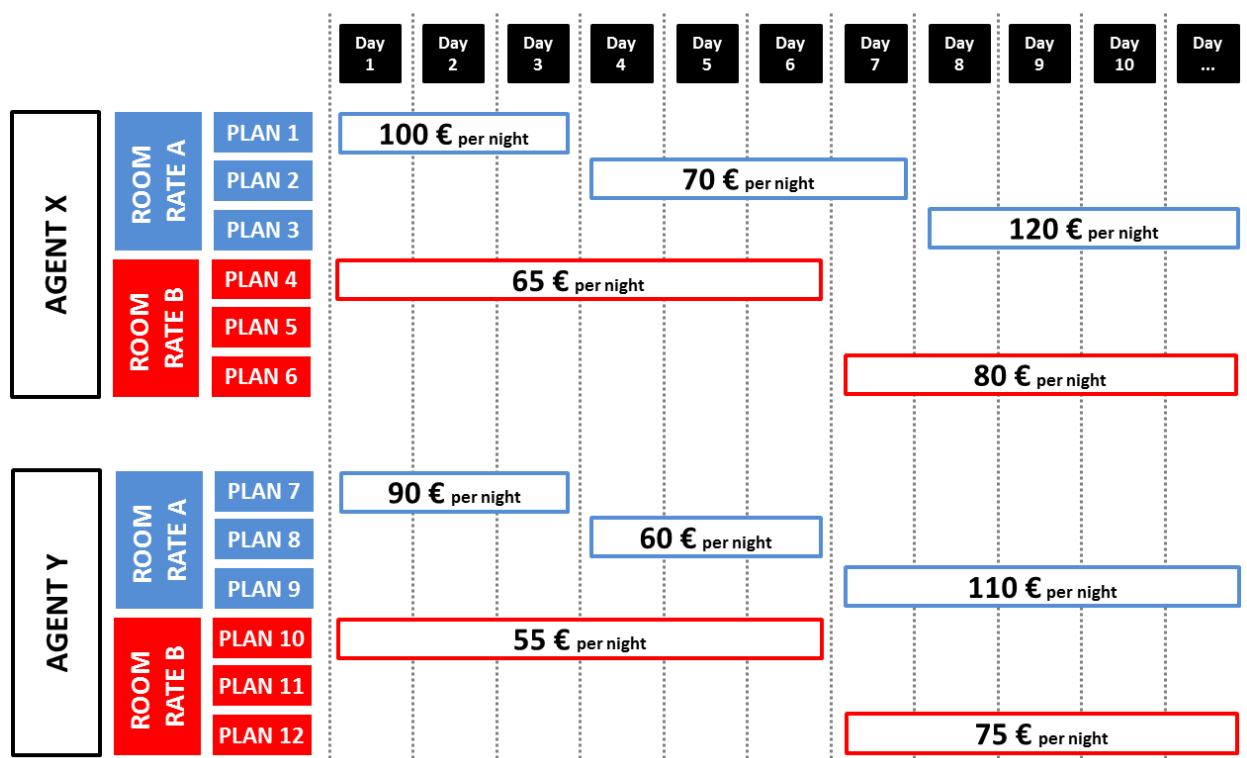 Day 1
Day 2
Day 3
Day 4
Day 5
Day 6
Day 7
Day 8
Day 9
Day 10
Day ...
AGENT X
ROOM RATE A
PLAN 1
100 € per night
PLAN 2
70 € per night
PLAN 3
120 € per night
ROOM RATE B
PLAN 4
65 € per night
PLAN 5
PLAN 6
80 € per night
AGENT Y
ROOM RATE A
PLAN 7
90 € per night
PLAN 8
60 € per night
PLAN 9
110 € per night
ROOM RATE B
PLAN 10
55 € per night
PLAN 11
PLAN 12
75 € per night